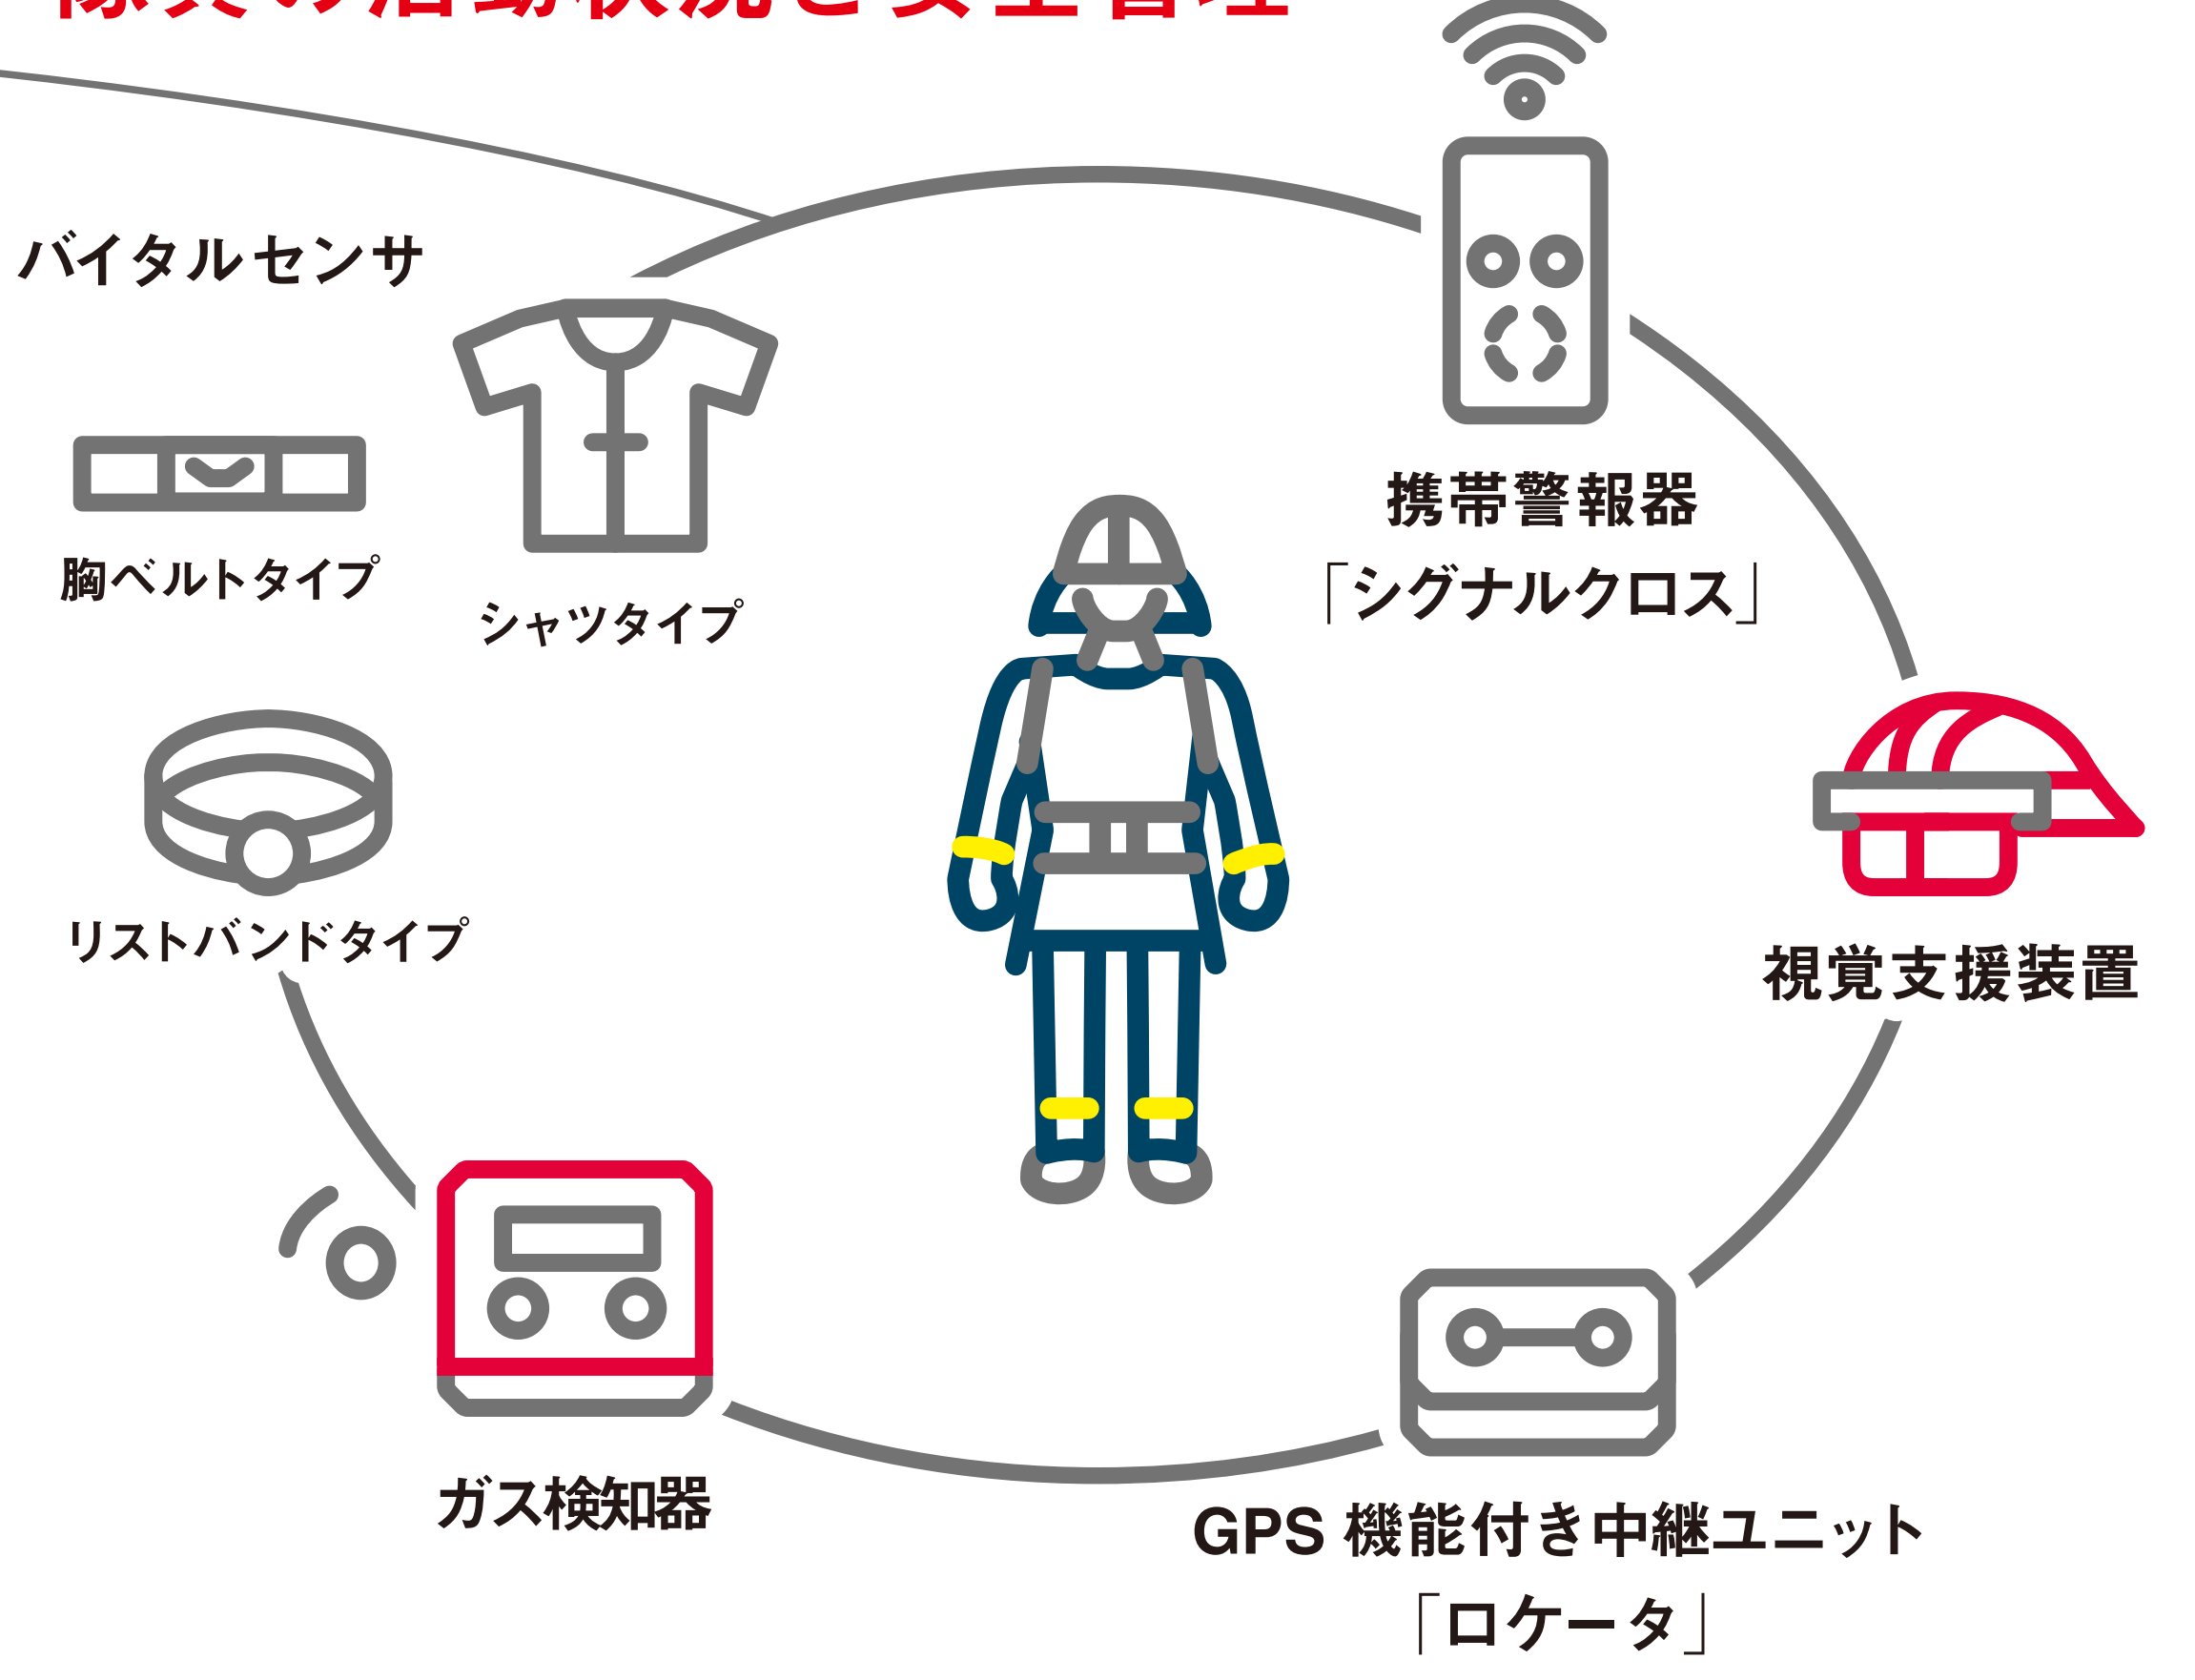 バイタルセンサ
胸ベルトタイプ
シャツタイプ
リストバンドタイプ
携帯警報器
「シグナルクロス」
視覚支援装置
ガス検知器
GPS 機能付き中継ユニット
「ロケータ」